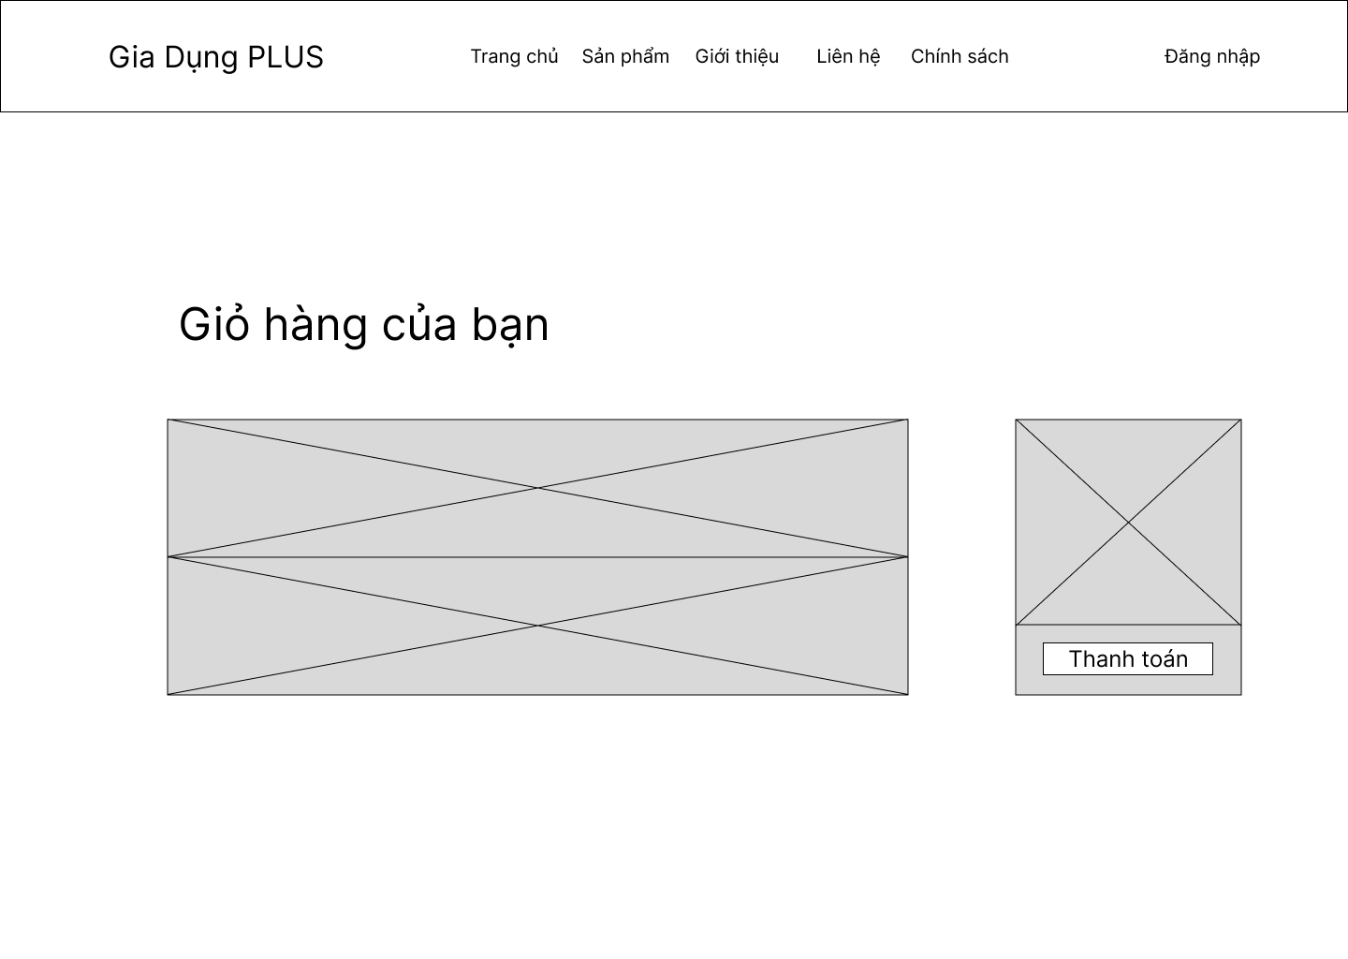 Gia Dụng PLUS
Trang chủ Sản phẩm Giới thiệu Liên hệ Chính sách Đăng nhập
Giỏ hàng của bạn
Thanh toán